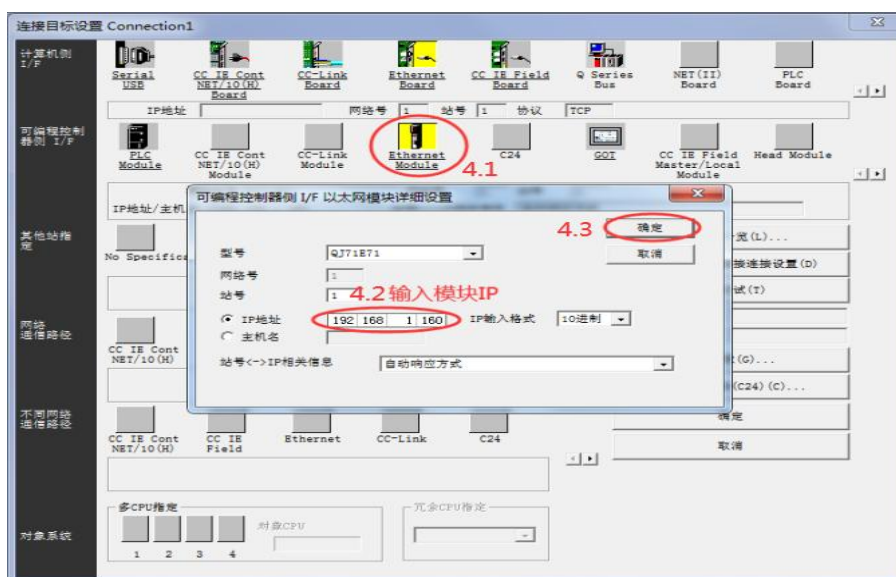 连接目标设置 Connection1
计算机侧
I/F
Serial
USB
CC IE Cont
NET/10(H)
Board
CC-Link
Board
Ethernet
Board
CC IE Field
Board
Q Series
Bus
NET(II)
Board
PLC
Board
IP地址
网络号 1
站号 1
协议 TCP
可编程控制
器侧 I/F
PLC
Module
CC IE Cont
NET/10(H)
Module
CC-Link
Module
Ethernet
Module
4.1
C24
GOT
CC IE Field
Master/Local
Module
Head Module
IP地址/主机
可编程控制器侧 I/F 以太网模块详细设置
4.3
确定
取消
型号 QJ71E71
网络号 1
站号 1
4.2输入模块IP
IP地址 192 168 1 160
IP输入格式 10进制
主机名
站号<->IP相关信息 自动响应方式
其他站指
定
No Specific
览(L)...
接连接设置(D)
试(T)
网络
通信路径
CC IE Cont
NET/10(H)
(G)...
(C24)(C)...
不同网络
通信路径
CC IE Cont
NET/10(H)
CC IE
Field
Ethernet
CC-Link
C24
确定
取消
对象系统
多CPU指定
1 2 3 4
对象CPU
冗余CPU指定